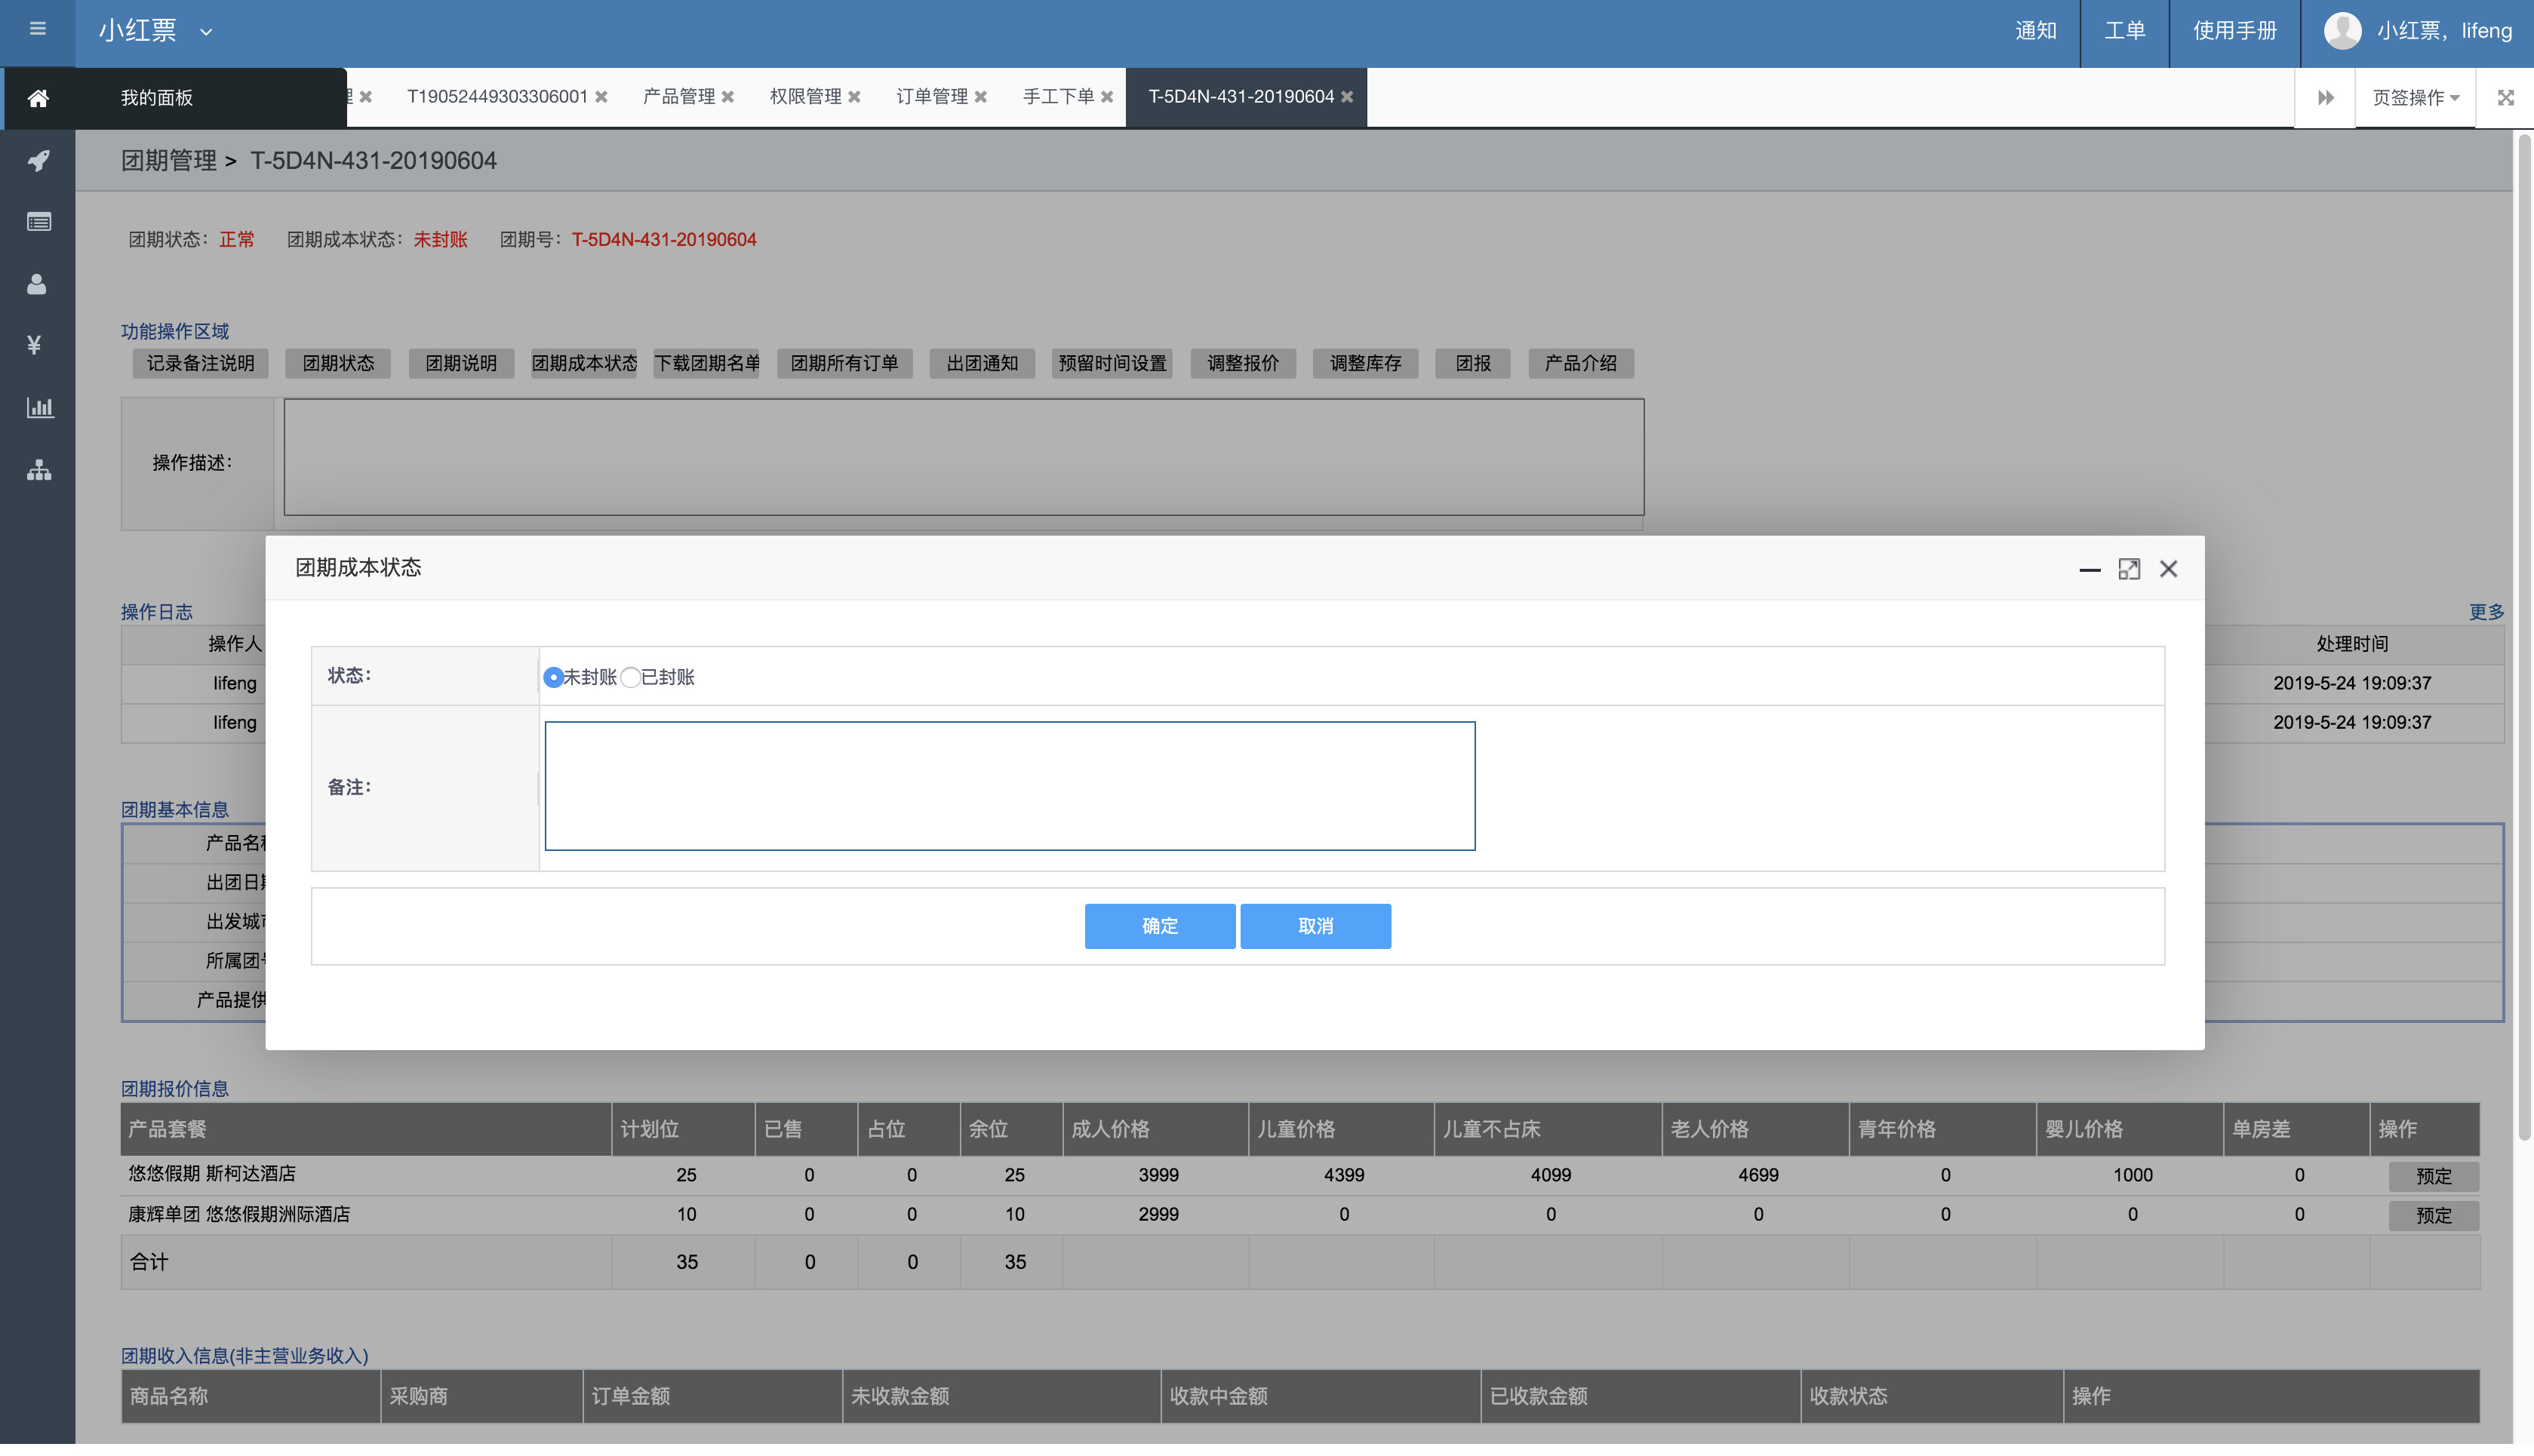 小红票
通知 工单 使用手册 小红票，lifeng
我的面板 T19052449303306001 产品管理 权限管理 订单管理 手工下单 T-5D4N-431-20190604 页签操作
团期管理 > T-5D4N-431-20190604
团期状态：正常 团期成本状态：未封账 团期号：T-5D4N-431-20190604
功能操作区域
记录备注说明 团期状态 团期说明 团期成本状态 下载团期名单 团期所有订单 出团通知 预留时间设置 调整报价 调整库存 团报 产品介绍
操作描述：
团期成本状态
操作日志 更多
操作人 处理时间
状态： 未封账 已封账
lifeng 2019-5-24 19:09:37
lifeng 2019-5-24 19:09:37
备注：
团期基本信息
产品名
出团日
出发城
所属团
产品提供
确定 取消
团期报价信息
产品套餐 计划位 已售 占位 余位 成人价格 儿童价格 儿童不占床 老人价格 青年价格 婴儿价格 单房差 操作
悠悠假期 斯柯达酒店 25 0 0 25 3999 4399 4099 4699 0 1000 0 预定
康辉单团 悠悠假期洲际酒店 10 0 0 10 2999 0 0 0 0 0 0 预定
合计 35 0 0 35
团期收入信息(非主营业务收入)
商品名称 采购商 订单金额 未收款金额 收款中金额 已收款金额 收款状态 操作